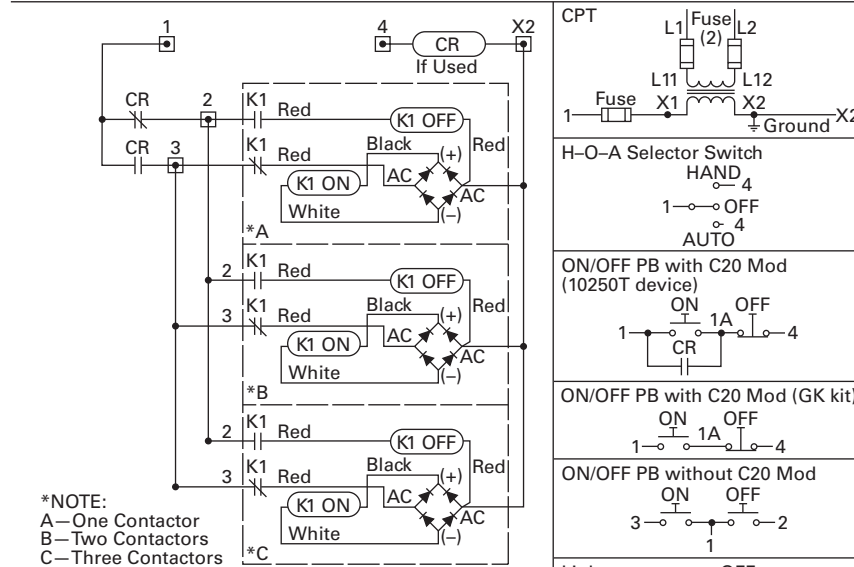 1
4
CR
X2
If Used
CR
2
K1
Red
K1 OFF
CR
3
K1
Red
Black
(+)
Red
K1 ON
AC
AC
White
(–)
*A
2
K1
Red
K1 OFF
3
K1
Red
Black
(+)
Red
K1 ON
AC
AC
White
(–)
*B
2
K1
Red
K1 OFF
3
K1
Red
Black
(+)
Red
K1 ON
AC
AC
White
(–)
*C
*NOTE:
A—One Contactor
B—Two Contactors
C—Three Contactors
CPT
L1
Fuse
(2)
L2
L11
L12
1
Fuse
X1
X2
X2
Ground
H–O–A Selector Switch
HAND
4
1
OFF
4
AUTO
ON/OFF PB with C20 Mod
(10250T device)
ON
OFF
1
1A
4
CR
ON/OFF PB with C20 Mod (GK kit)
ON
OFF
1
1A
4
ON/OFF PB without C20 Mod
ON
OFF
3
2
1
OFF